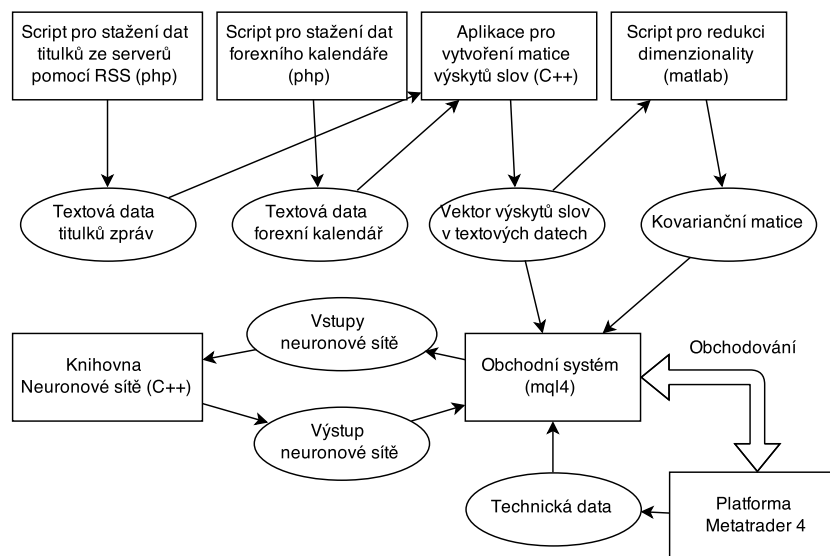 Script pro stažení dat
titulků ze serverů
pomocí RSS (php)
Script pro stažení dat
forexního kalendáře
(php)
Aplikace pro
vytvoření matice
výskytů slov (C++)
Script pro redukci
dimenzionality
(matlab)
Textová data
titulků zpráv
Textová data
forexní kalendář
Vektor výskytů slov
v textových datech
Kovarianční matice
Vstupy
neuronové sítě
Knihovna
Neuronové sítě (C++)
Obchodní systém
(mql4)
Obchodování
Výstup
neuronové sítě
Technická data
Platforma
Metatrader 4